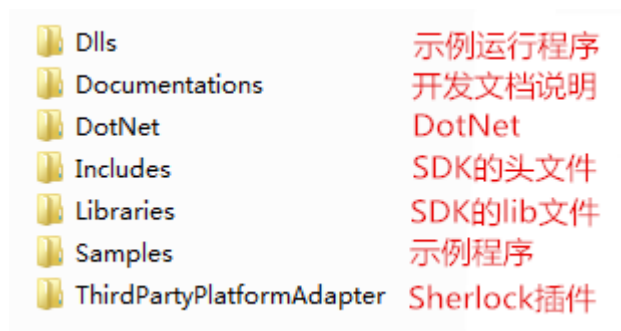 Dlls 示例运行程序
Documentations 开发文档说明
DotNet DotNet
Includes SDK的头文件
Libraries SDK的lib文件
Samples 示例程序
ThirdPartyPlatformAdapter Sherlock插件